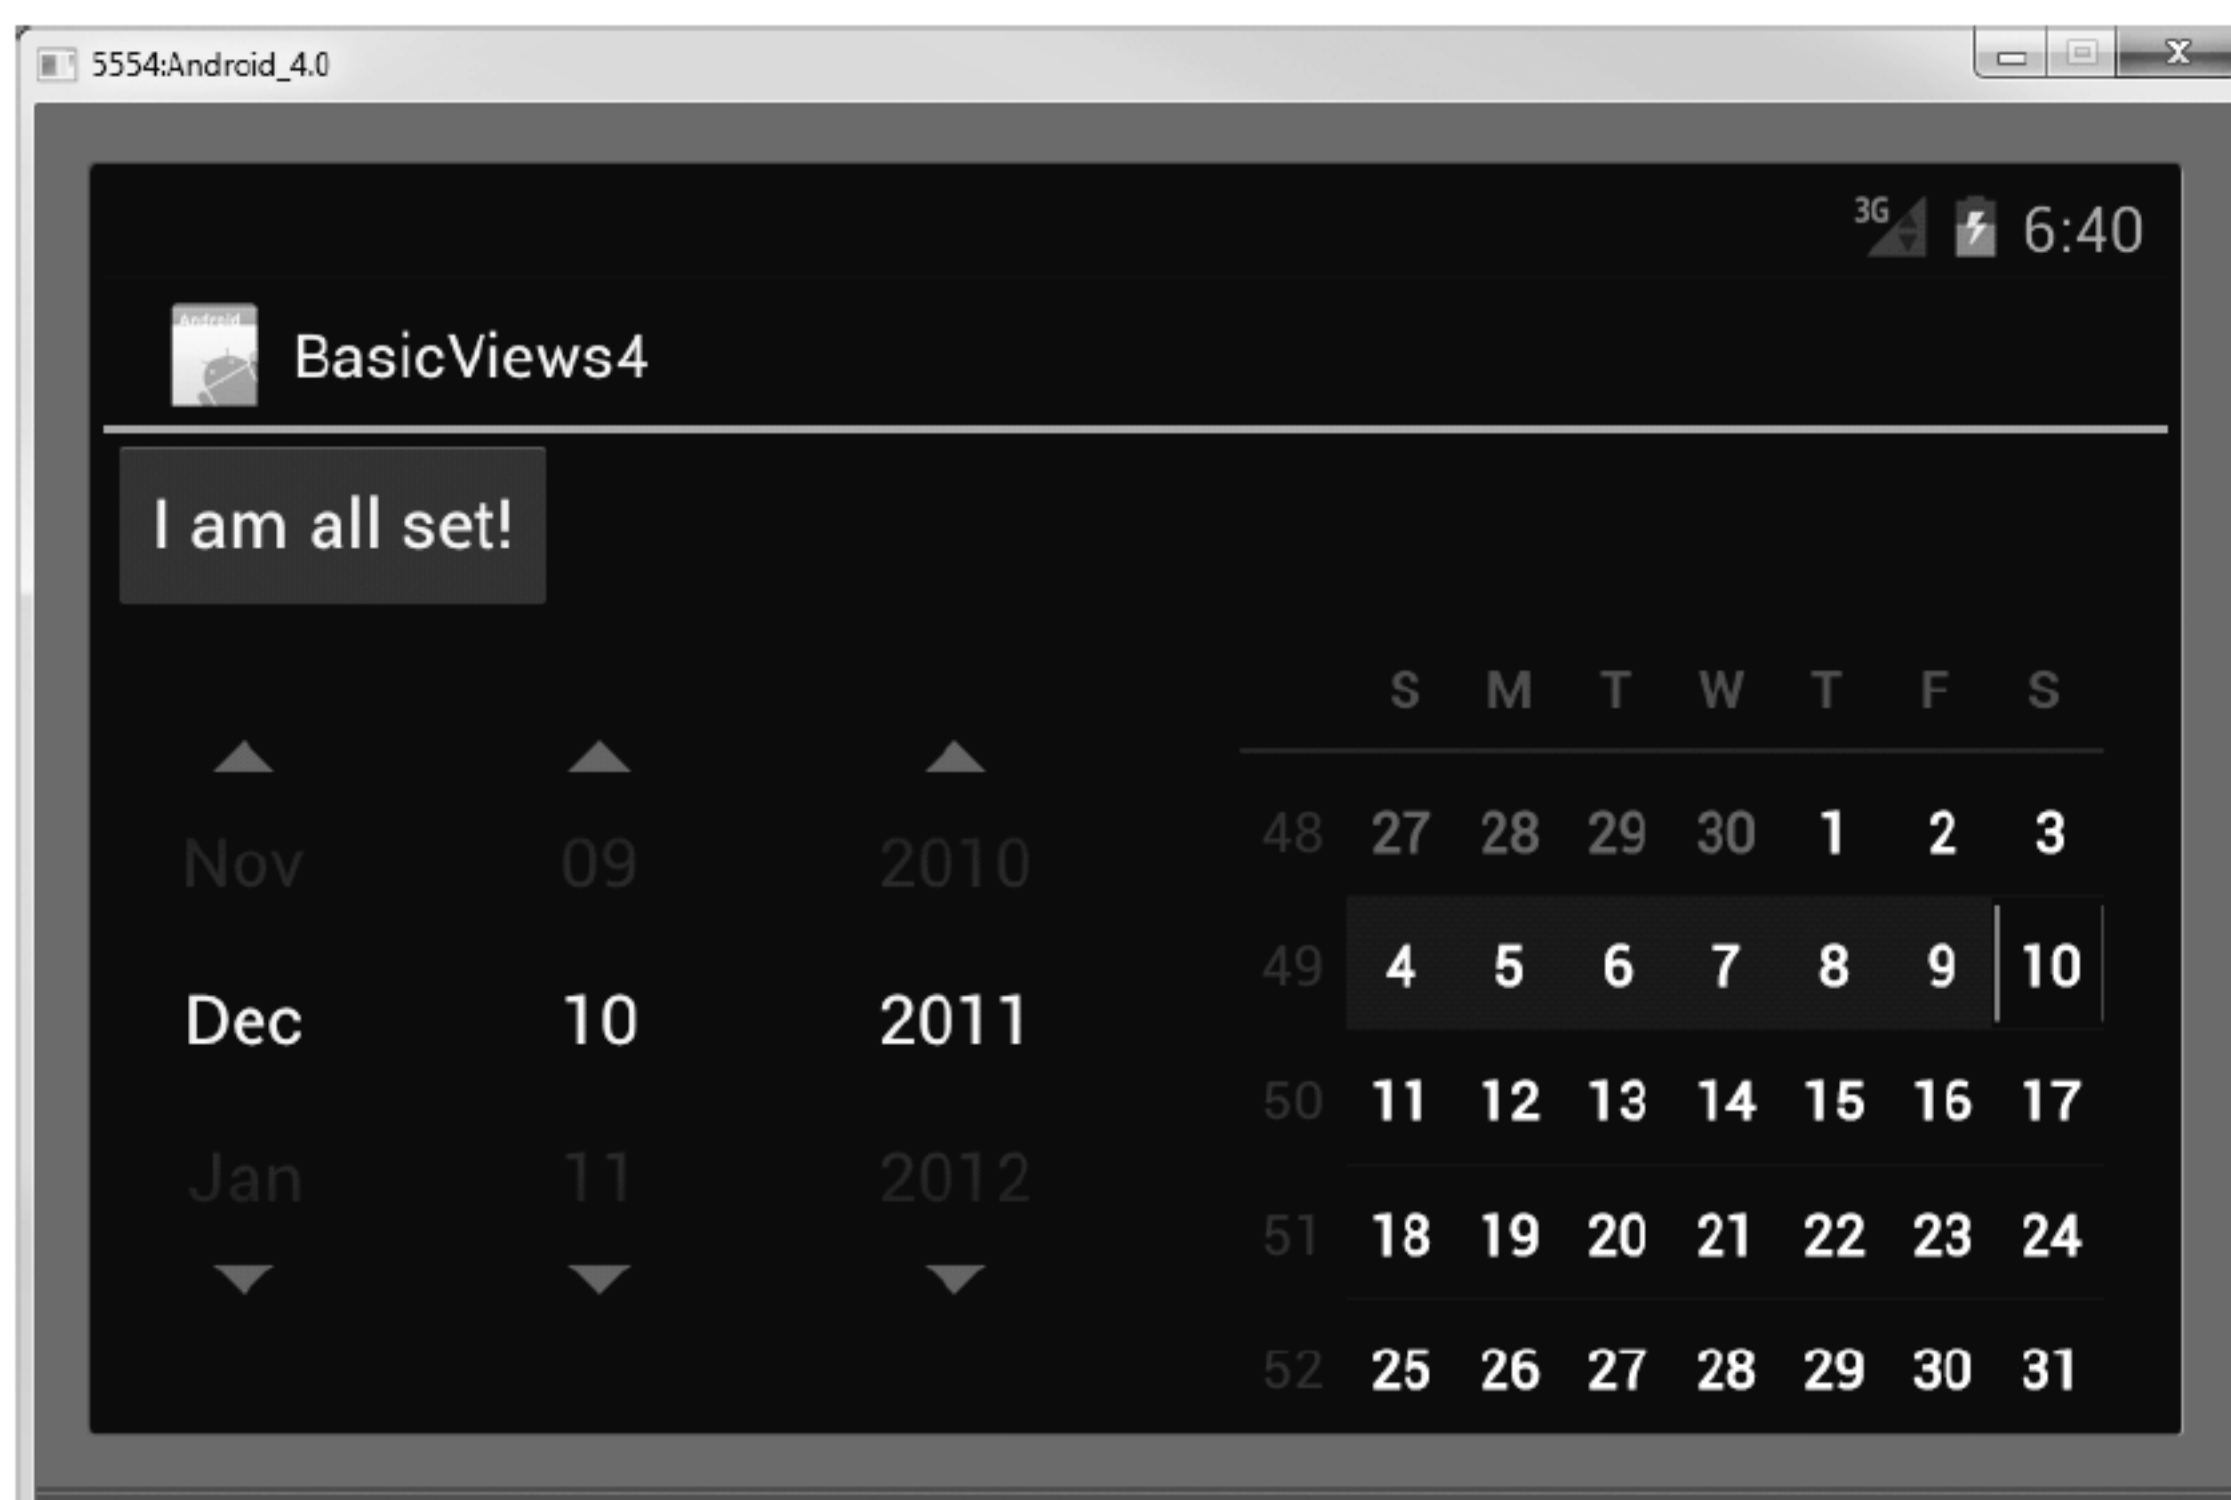 5554:Android_4.0
3G 6:40
Android
BasicViews4
I am all set!
S M T W T F S
Nov 09 2010
48 27 28 29 30 1 2 3
Dec 10 2011
49 4 5 6 7 8 9 10
50 11 12 13 14 15 16 17
Jan 11 2012
51 18 19 20 21 22 23 24
52 25 26 27 28 29 30 31